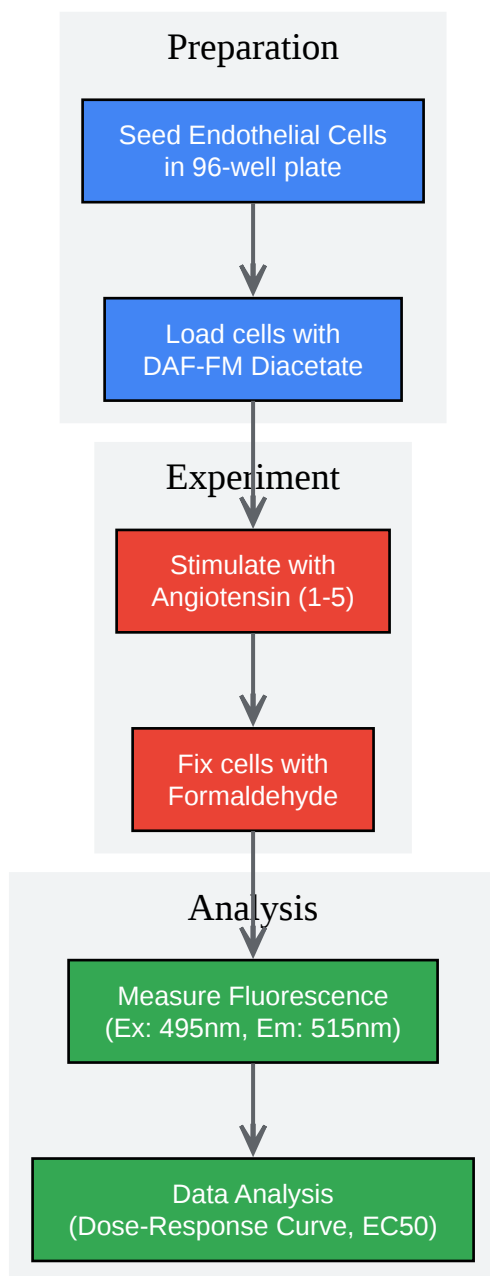 Preparation
Seed Endothelial Cells
in 96-well plate
Load cells with
DAF-FM Diacetate
Experiment
Stimulate with
Angiotensin (1-5)
Fix cells with
Formaldehyde
Analysis
Measure Fluorescence
(Ex: 495nm, Em: 515nm)
Data Analysis
(Dose-Response Curve, EC50)